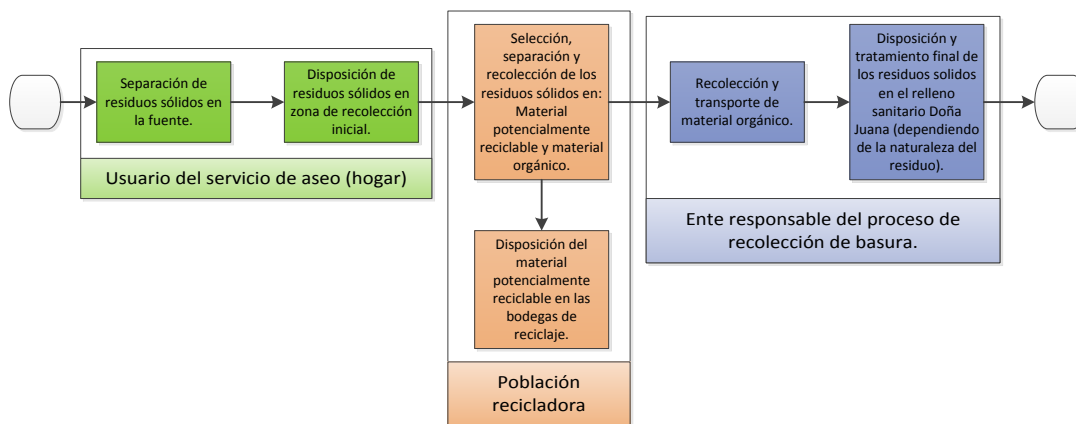 Separación de
residuos sólidos en
la fuente.
Disposición de
residuos sólidos en
zona de recolección
inicial.
Usuario del servicio de aseo (hogar)
Selección,
separación y
recolección de los
residuos sólidos en:
Material
potencialmente
reciclable y material
orgánico.
Disposición del
material
potencialmente
reciclable en las
bodegas de
reciclaje.
Población
recicladora
Recolección y
transporte de
material orgánico.
Disposición y
tratamiento final de
los residuos solidos
en el relleno
sanitario Doña
Juana (dependiendo
de la naturaleza del
residuo).
Ente responsable del proceso de
recolección de basura.